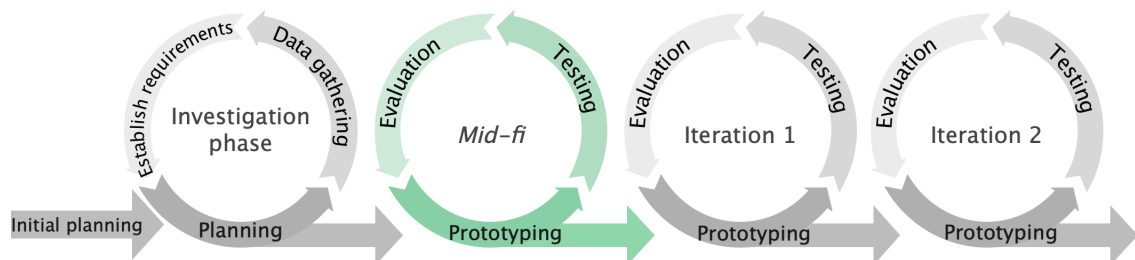 Initial planning
Establish requirements
Data gathering
Investigation
phase
Planning
Evaluation
Testing
Mid-fi
Prototyping
Evaluation
Testing
Iteration 1
Prototyping
Evaluation
Testing
Iteration 2
Prototyping